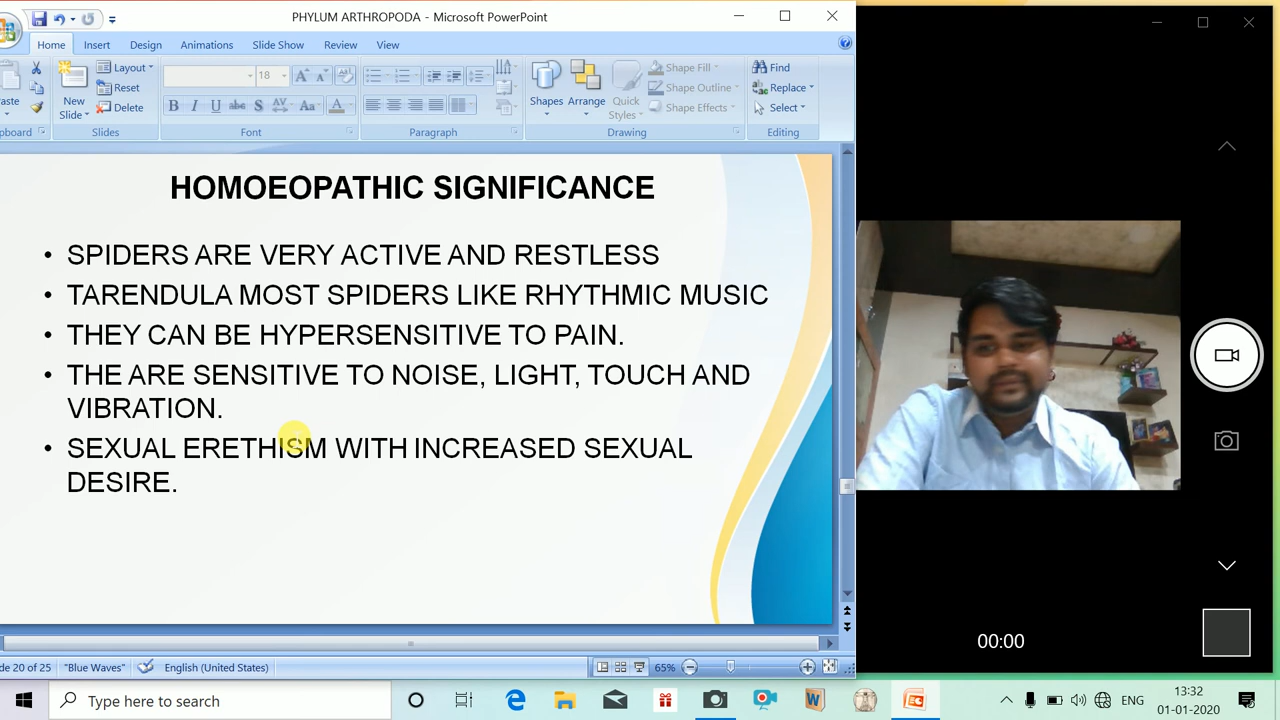 PHYLUM ARTHROPODA - Microsoft PowerPoint
Home Insert Design Animations Slide Show Review View
Layout
Reset
Delete
New
Slide
Slides
18
B I U abc S AV Aa A
Font
Paragraph
Shapes Arrange Quick
Styles
Shape Fill
Shape Outline
Shape Effects
Drawing
Find
Replace
Select
Editing
HOMOEOPATHIC SIGNIFICANCE
• SPIDERS ARE VERY ACTIVE AND RESTLESS
• TARENDULA MOST SPIDERS LIKE RHYTHMIC MUSIC
• THEY CAN BE HYPERSENSITIVE TO PAIN.
• THE ARE SENSITIVE TO NOISE, LIGHT, TOUCH AND
VIBRATION.
• SEXUAL ERETHISM WITH INCREASED SEXUAL
DESIRE.
00:00
de 20 of 25 "Blue Waves" English (United States) 65%
Type here to search
ENG
13:32
01-01-2020